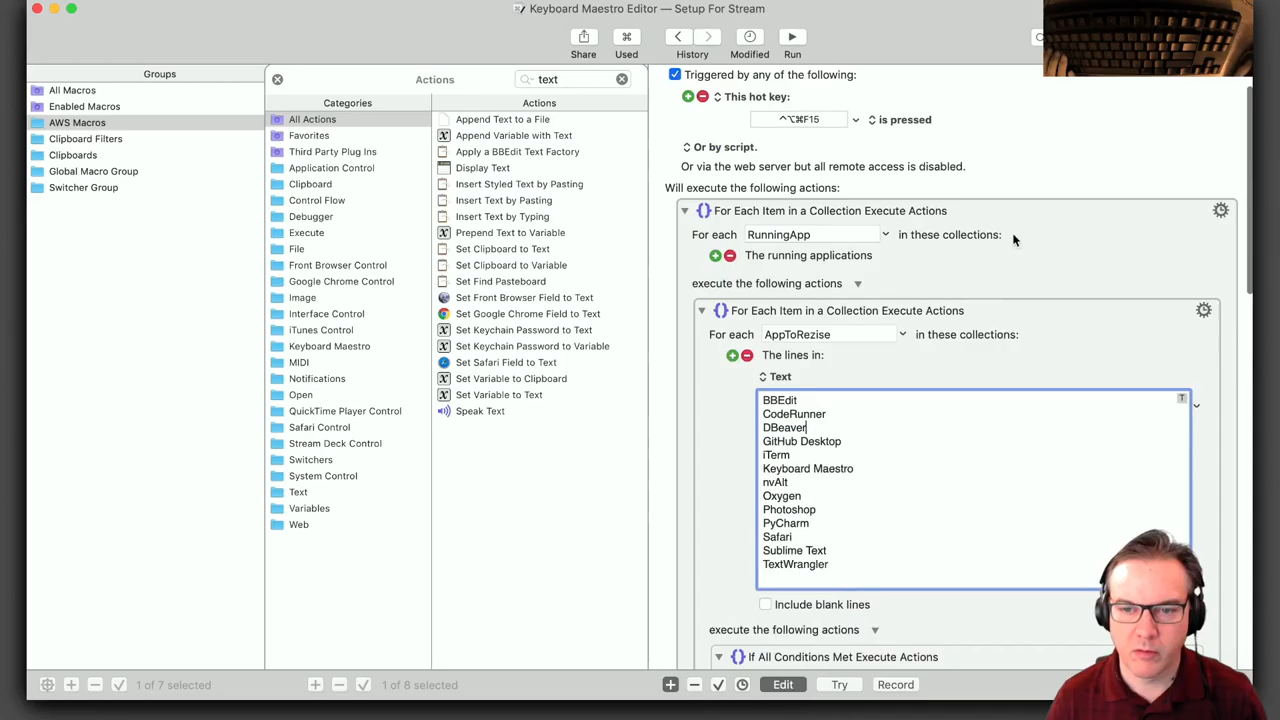 Keyboard Maestro Editor — Setup For Stream
Share
Used
History
Modified
Run
Groups
All Macros
Enabled Macros
AWS Macros
Clipboard Filters
Clipboards
Global Macro Group
Switcher Group
1 of 7 selected
Actions
text
Categories
All Actions
Favorites
Third Party Plug Ins
Application Control
Clipboard
Control Flow
Debugger
Execute
File
Front Browser Control
Google Chrome Control
Image
Interface Control
iTunes Control
Keyboard Maestro
MIDI
Notifications
Open
QuickTime Player Control
Safari Control
Stream Deck Control
Switchers
System Control
Text
Variables
Web
Actions
Append Text to a File
Append Variable with Text
Apply a BBEdit Text Factory
Display Text
Insert Styled Text by Pasting
Insert Text by Pasting
Insert Text by Typing
Prepend Text to Variable
Set Clipboard to Text
Set Clipboard to Variable
Set Find Pasteboard
Set Front Browser Field to Text
Set Google Chrome Field to Text
Set Keychain Password to Text
Set Keychain Password to Variable
Set Safari Field to Text
Set Variable to Clipboard
Set Variable to Text
Speak Text
1 of 8 selected
Triggered by any of the following:
This hot key:
^⌥⌘F15
is pressed
Or by script.
Or via the web server but all remote access is disabled.
Will execute the following actions:
For Each Item in a Collection Execute Actions
For each RunningApp in these collections:
The running applications
execute the following actions
For Each Item in a Collection Execute Actions
For each AppToRezise in these collections:
The lines in:
Text
T
BBEdit
CodeRunner
DBeaver
GitHub Desktop
iTerm
Keyboard Maestro
nvAlt
Oxygen
Photoshop
PyCharm
Safari
Sublime Text
TextWrangler
Include blank lines
execute the following actions
If All Conditions Met Execute Actions
Edit
Try
Record